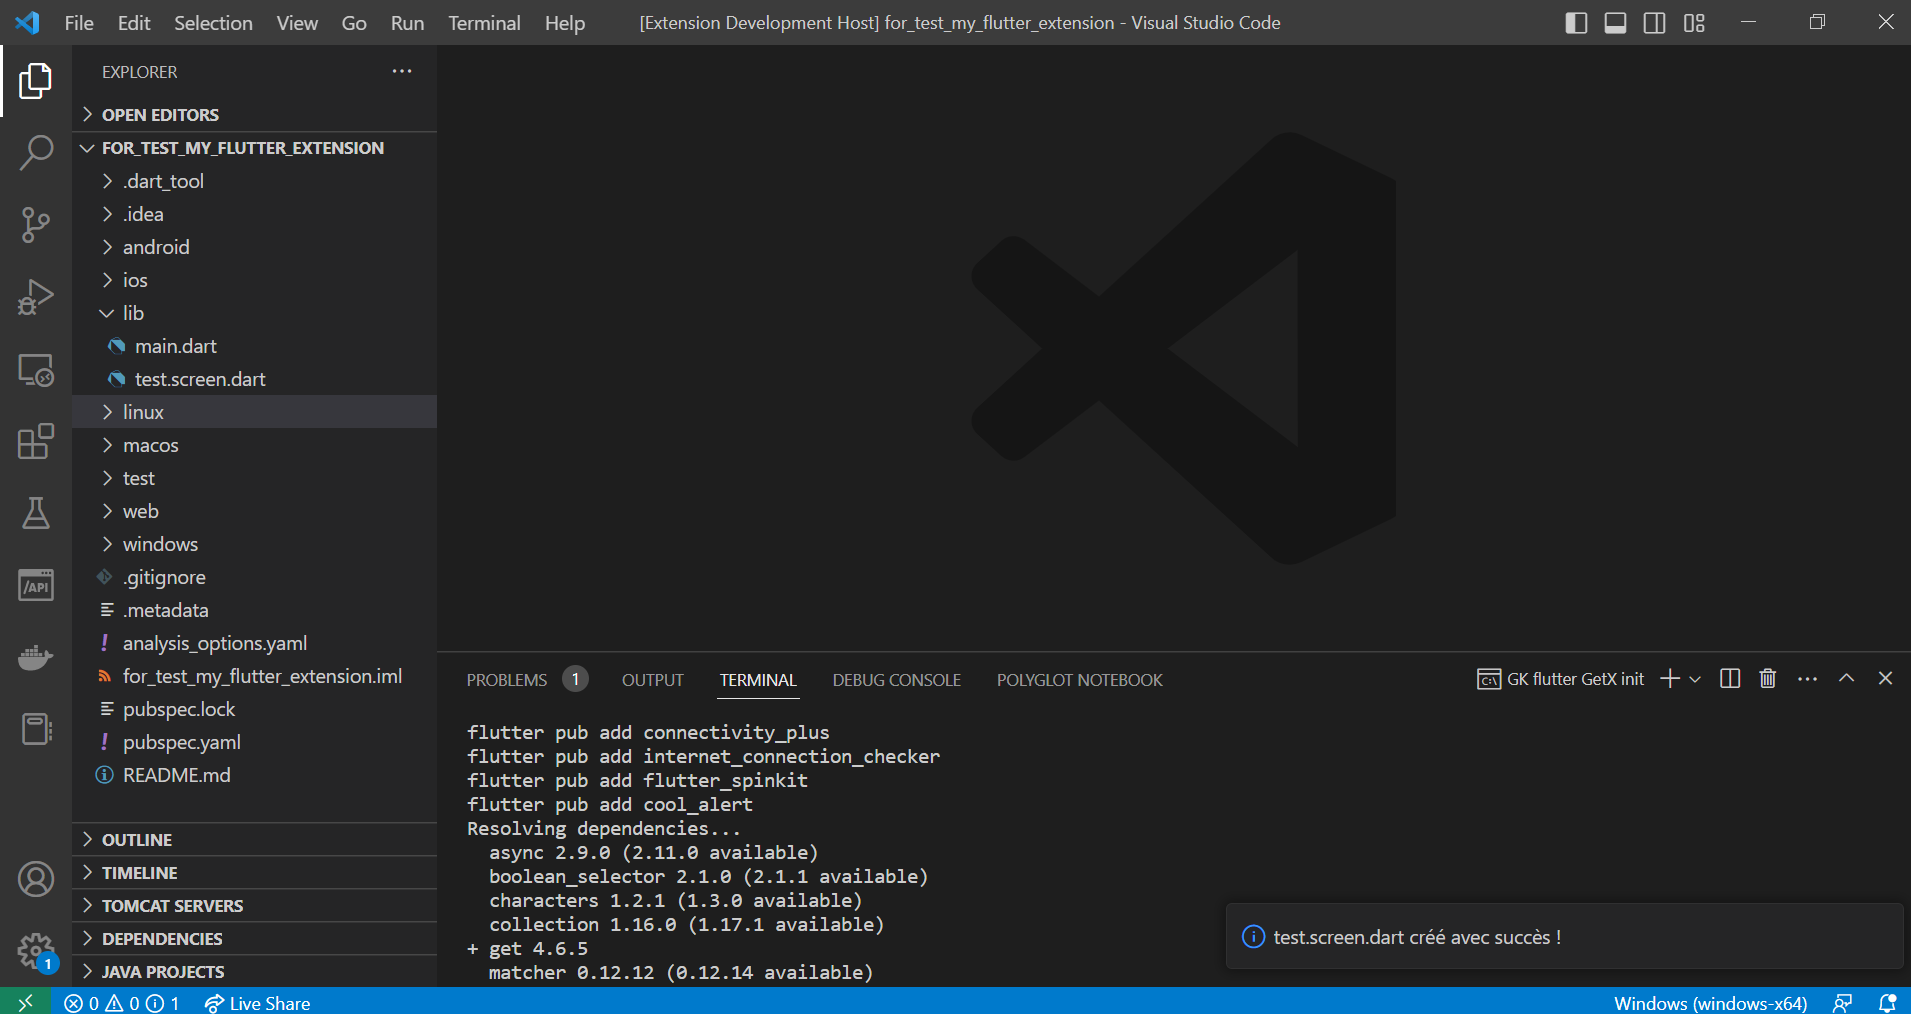 File Edit Selection View Go Run Terminal Help
[Extension Development Host] for_test_my_flutter_extension - Visual Studio Code
EXPLORER
OPEN EDITORS
FOR_TEST_MY_FLUTTER_EXTENSION
.dart_tool
.idea
android
ios
lib
main.dart
test.screen.dart
linux
macos
test
web
windows
.gitignore
.metadata
analysis_options.yaml
for_test_my_flutter_extension.iml
pubspec.lock
pubspec.yaml
README.md
OUTLINE
TIMELINE
TOMCAT SERVERS
DEPENDENCIES
JAVA PROJECTS
/API
1
PROBLEMS 1 OUTPUT TERMINAL DEBUG CONSOLE POLYGLOT NOTEBOOK
C:\ GK flutter GetX init
flutter pub add connectivity_plus
flutter pub add internet_connection_checker
flutter pub add flutter_spinkit
flutter pub add cool_alert
Resolving dependencies...
async 2.9.0 (2.11.0 available)
boolean_selector 2.1.0 (2.1.1 available)
characters 1.2.1 (1.3.0 available)
collection 1.16.0 (1.17.1 available)
+ get 4.6.5
matcher 0.12.12 (0.12.14 available)
test.screen.dart créé avec succès !
0 0 1 Live Share
Windows (windows-x64)